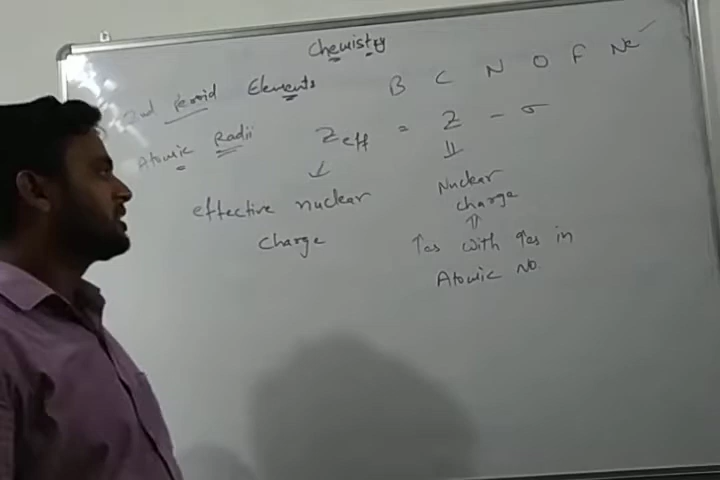 Chemistry
2nd Period Elements B C N O F Ne
Atomic Radii Zeff = Z - σ
effective nuclear charge
Nuclear charge
↑es with ↑es in
Atomic No.